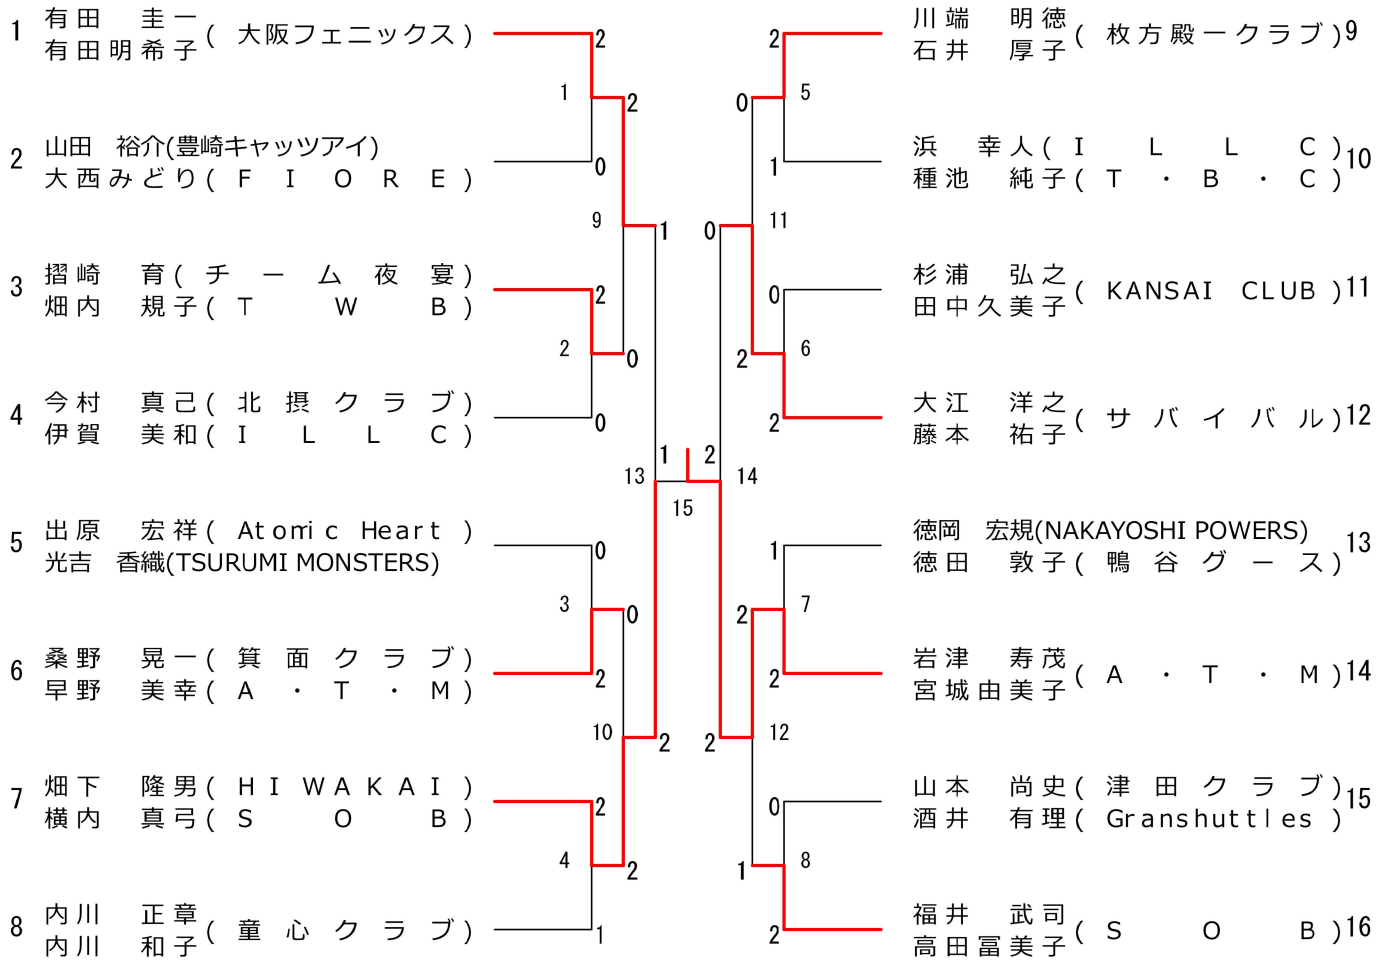 1 有田 圭一 ( 大阪フェニックス )
有田明希子
2 山田 裕介(豊崎キャッツアイ)
大西みどり ( F I O R E )
3 摺崎 育 ( チーム夜宴 )
畑内 規子 ( T W B )
4 今村 真己 ( 北摂クラブ )
伊賀 美和 ( I L L C )
5 出原 宏祥 ( Atomic Heart )
光吉 香織(TSURUMI MONSTERS)
6 桑野 晃一 ( 箕面クラブ )
早野 美幸 ( A ・ T ・ M )
7 畑下 隆男 ( HIWAKAI )
横内 真弓 ( S O B )
8 内川 正章 ( 童心クラブ )
内川 和子
2
1
2
0
9
1
2
2
0
0
1
13
0
3
0
2
10
2
2
4
2
1
15
2
5
0
1
11
0
0
6
2
2
2
14
1
7
2
2
12
2
0
8
1
2
川端 明徳 ( 枚方殿一クラブ ) 9
石井 厚子
浜 幸人 ( I L L C ) 10
種池 純子 ( T ・ B ・ C )
杉浦 弘之 ( KANSAI CLUB ) 11
田中久美子
大江 洋之 ( サバイバル ) 12
藤本 祐子
徳岡 宏規(NAKAYOSHI POWERS) 13
徳田 敦子 ( 鴨谷グース )
岩津 寿茂 ( A ・ T ・ M ) 14
宮城由美子
山本 尚史 ( 津田クラブ ) 15
酒井 有理 ( Granshuttles )
福井 武司 ( S O B ) 16
高田冨美子